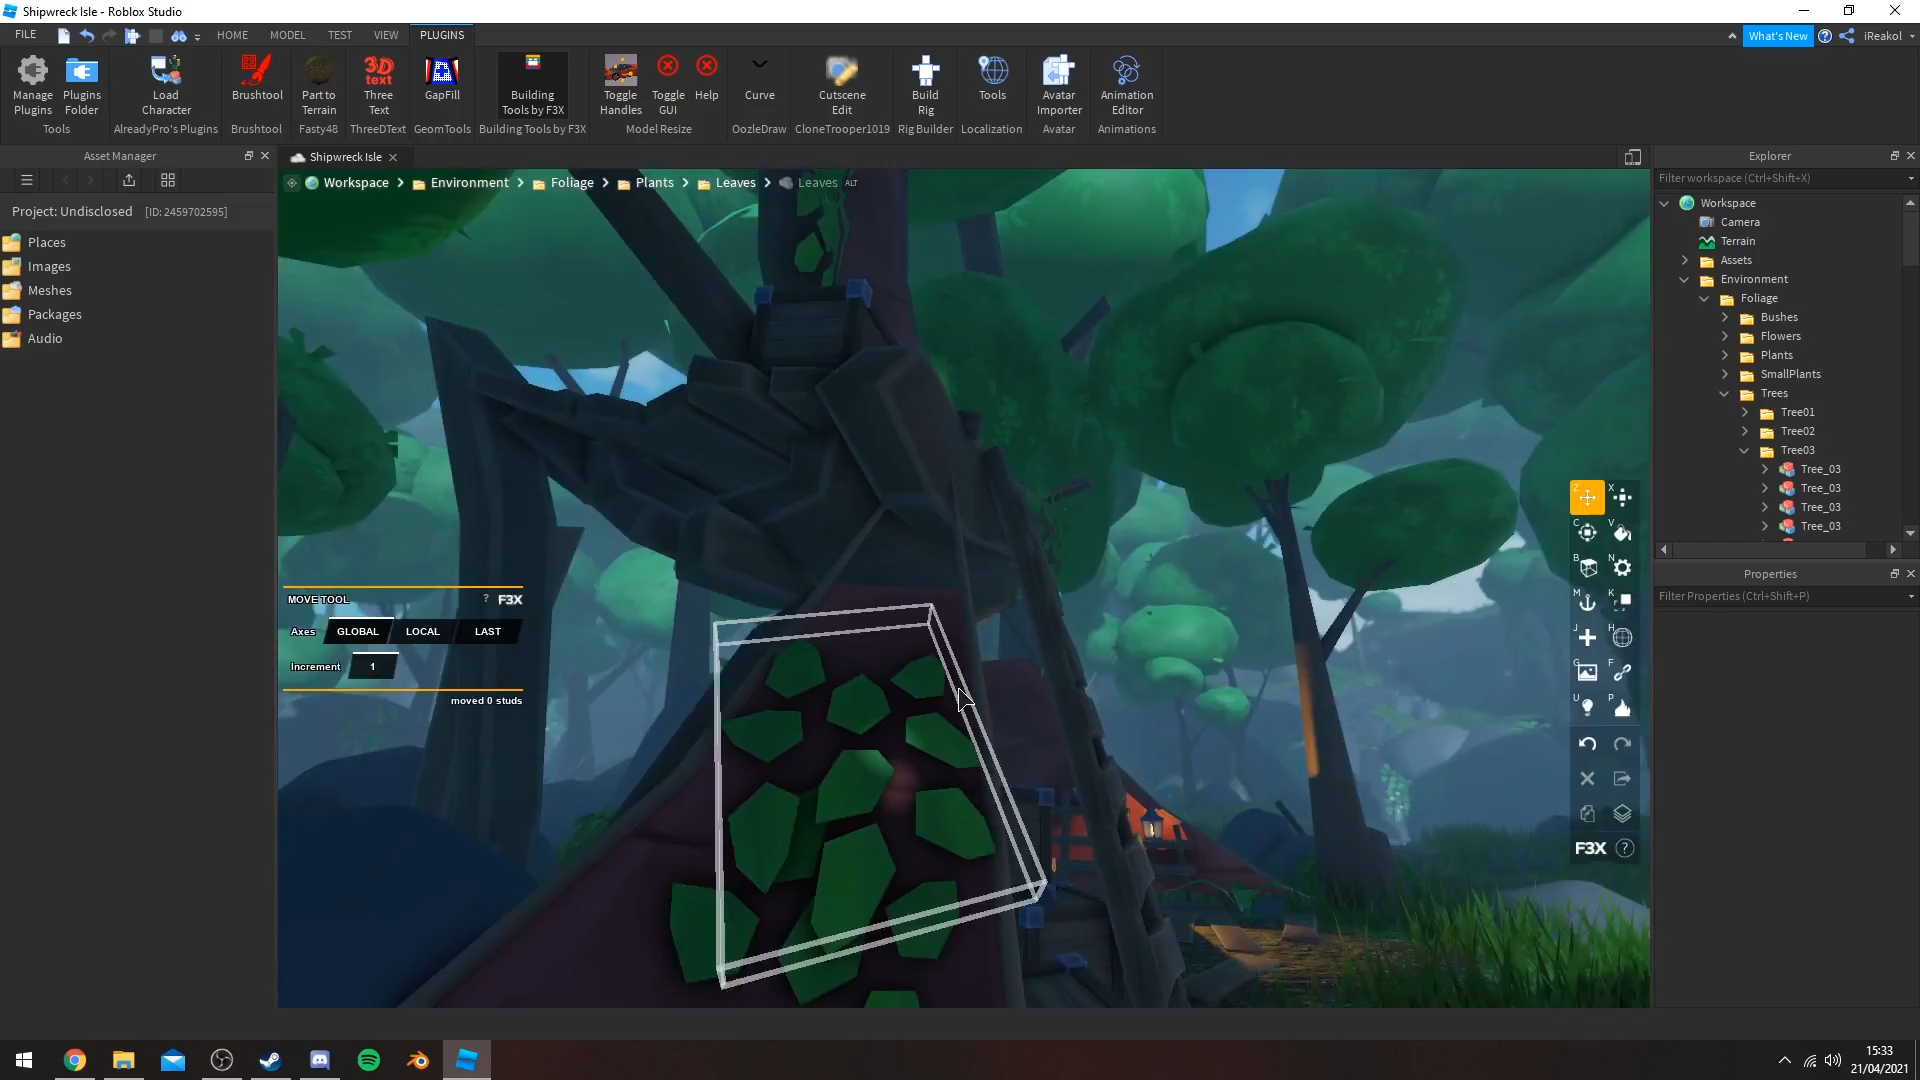 Shipwreck Isle - Roblox Studio
FILE HOME MODEL TEST VIEW PLUGINS What's New iReakol
Manage Plugins
Plugins Folder
Tools
Load Character
AlreadyPro's Plugins
Brushtool
Brushtool
Part to Terrain
Fasty48
3D text
Three Text
ThreeDText
GapFill
GeomTools
Building Tools by F3X
Building Tools by F3X
Toggle Handles
Toggle GUI
Help
Model Resize
Curve
OozleDraw
Cutscene Edit
CloneTrooper1019
Build Rig
Rig Builder
Tools
Localization
Avatar Importer
Avatar
Animation Editor
Animations
Asset Manager
Project: Undisclosed [ID: 2459702595]
Places
Images
Meshes
Packages
Audio
Shipwreck Isle
Workspace Environment Foliage Plants Leaves Leaves ALT
MOVE TOOL ? F3X
Axes GLOBAL LOCAL LAST
Increment 1
moved 0 studs
Z X
C V
B N
M K
J H
G F
U P
F3X ?
Explorer
Filter workspace (Ctrl+Shift+X)
Workspace
Camera
Terrain
Assets
Environment
Foliage
Bushes
Flowers
Plants
SmallPlants
Trees
Tree01
Tree02
Tree03
Tree_03
Tree_03
Tree_03
Tree_03
Properties
Filter Properties (Ctrl+Shift+P)
15:33
21/04/2021